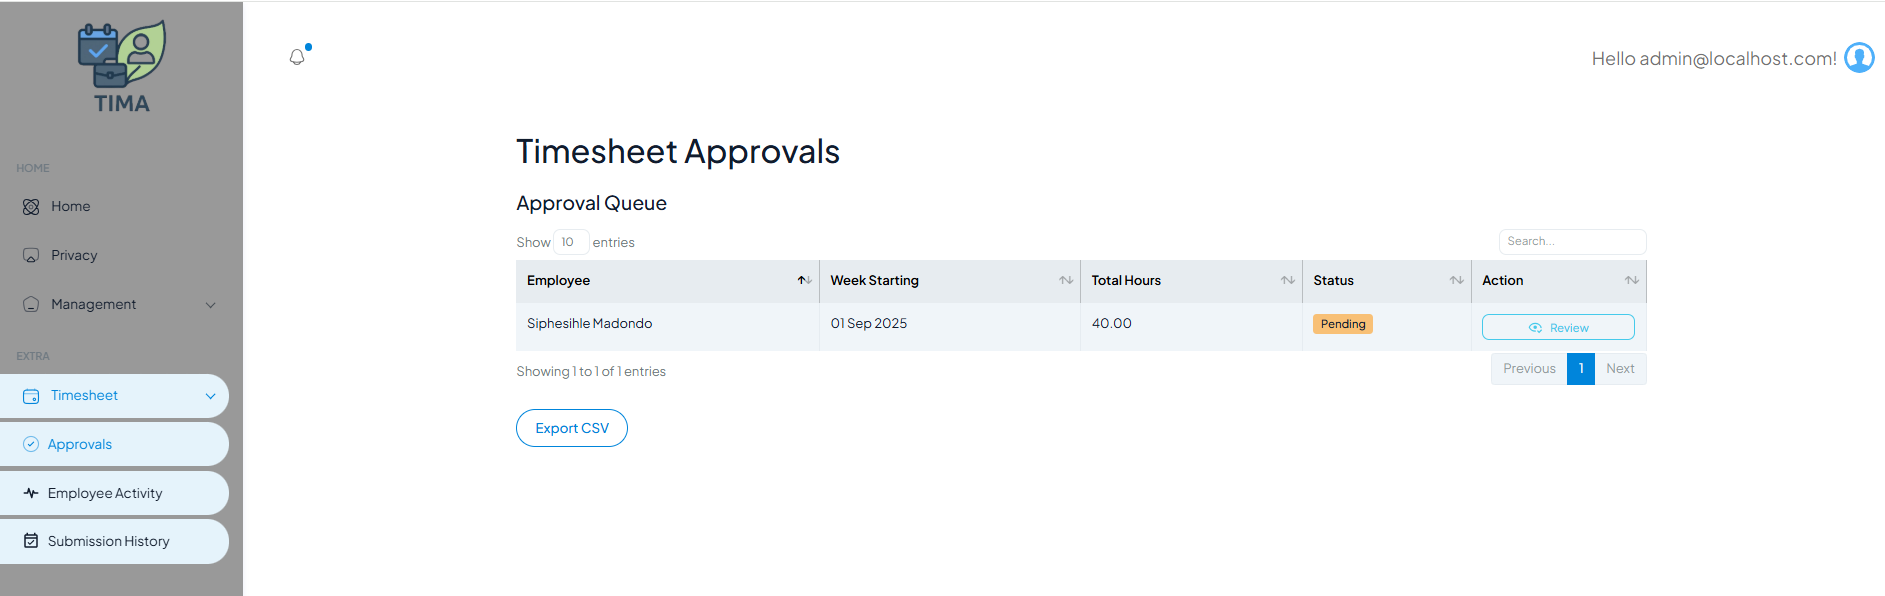 TIMA
Hello admin@localhost.com!
HOME
Home
Privacy
Management
EXTRA
Timesheet
Approvals
Employee Activity
Submission History
Timesheet Approvals
Approval Queue
Show 10 entries
Search...
Employee Week Starting Total Hours Status Action
Siphesihle Madondo 01 Sep 2025 40.00 Pending Review
Showing 1 to 1 of 1 entries
Previous 1 Next
Export CSV